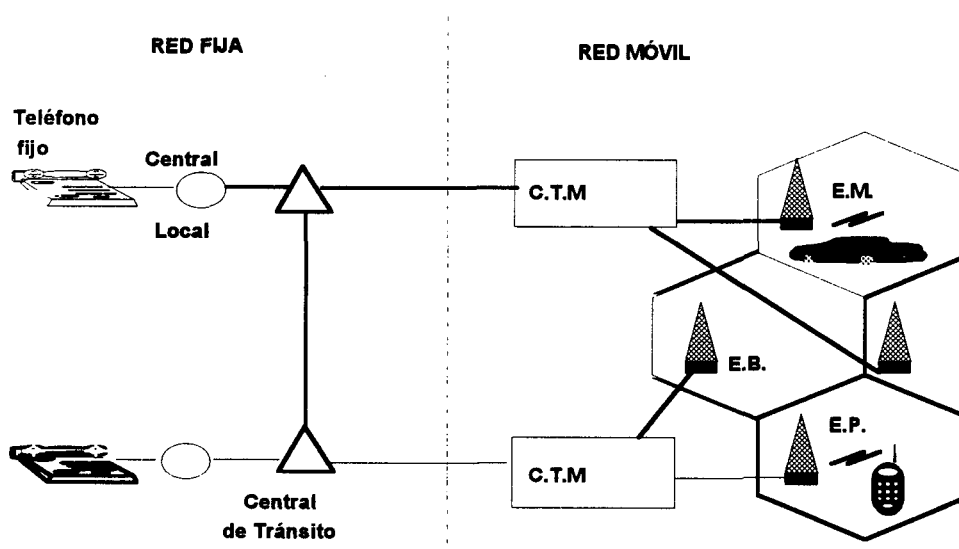 RED FIJA
RED MÓVIL
Teléfono
fijo
Central
Local
C.T.M
E.M.
E.B.
E.P.
C.T.M
Central
de Tránsito